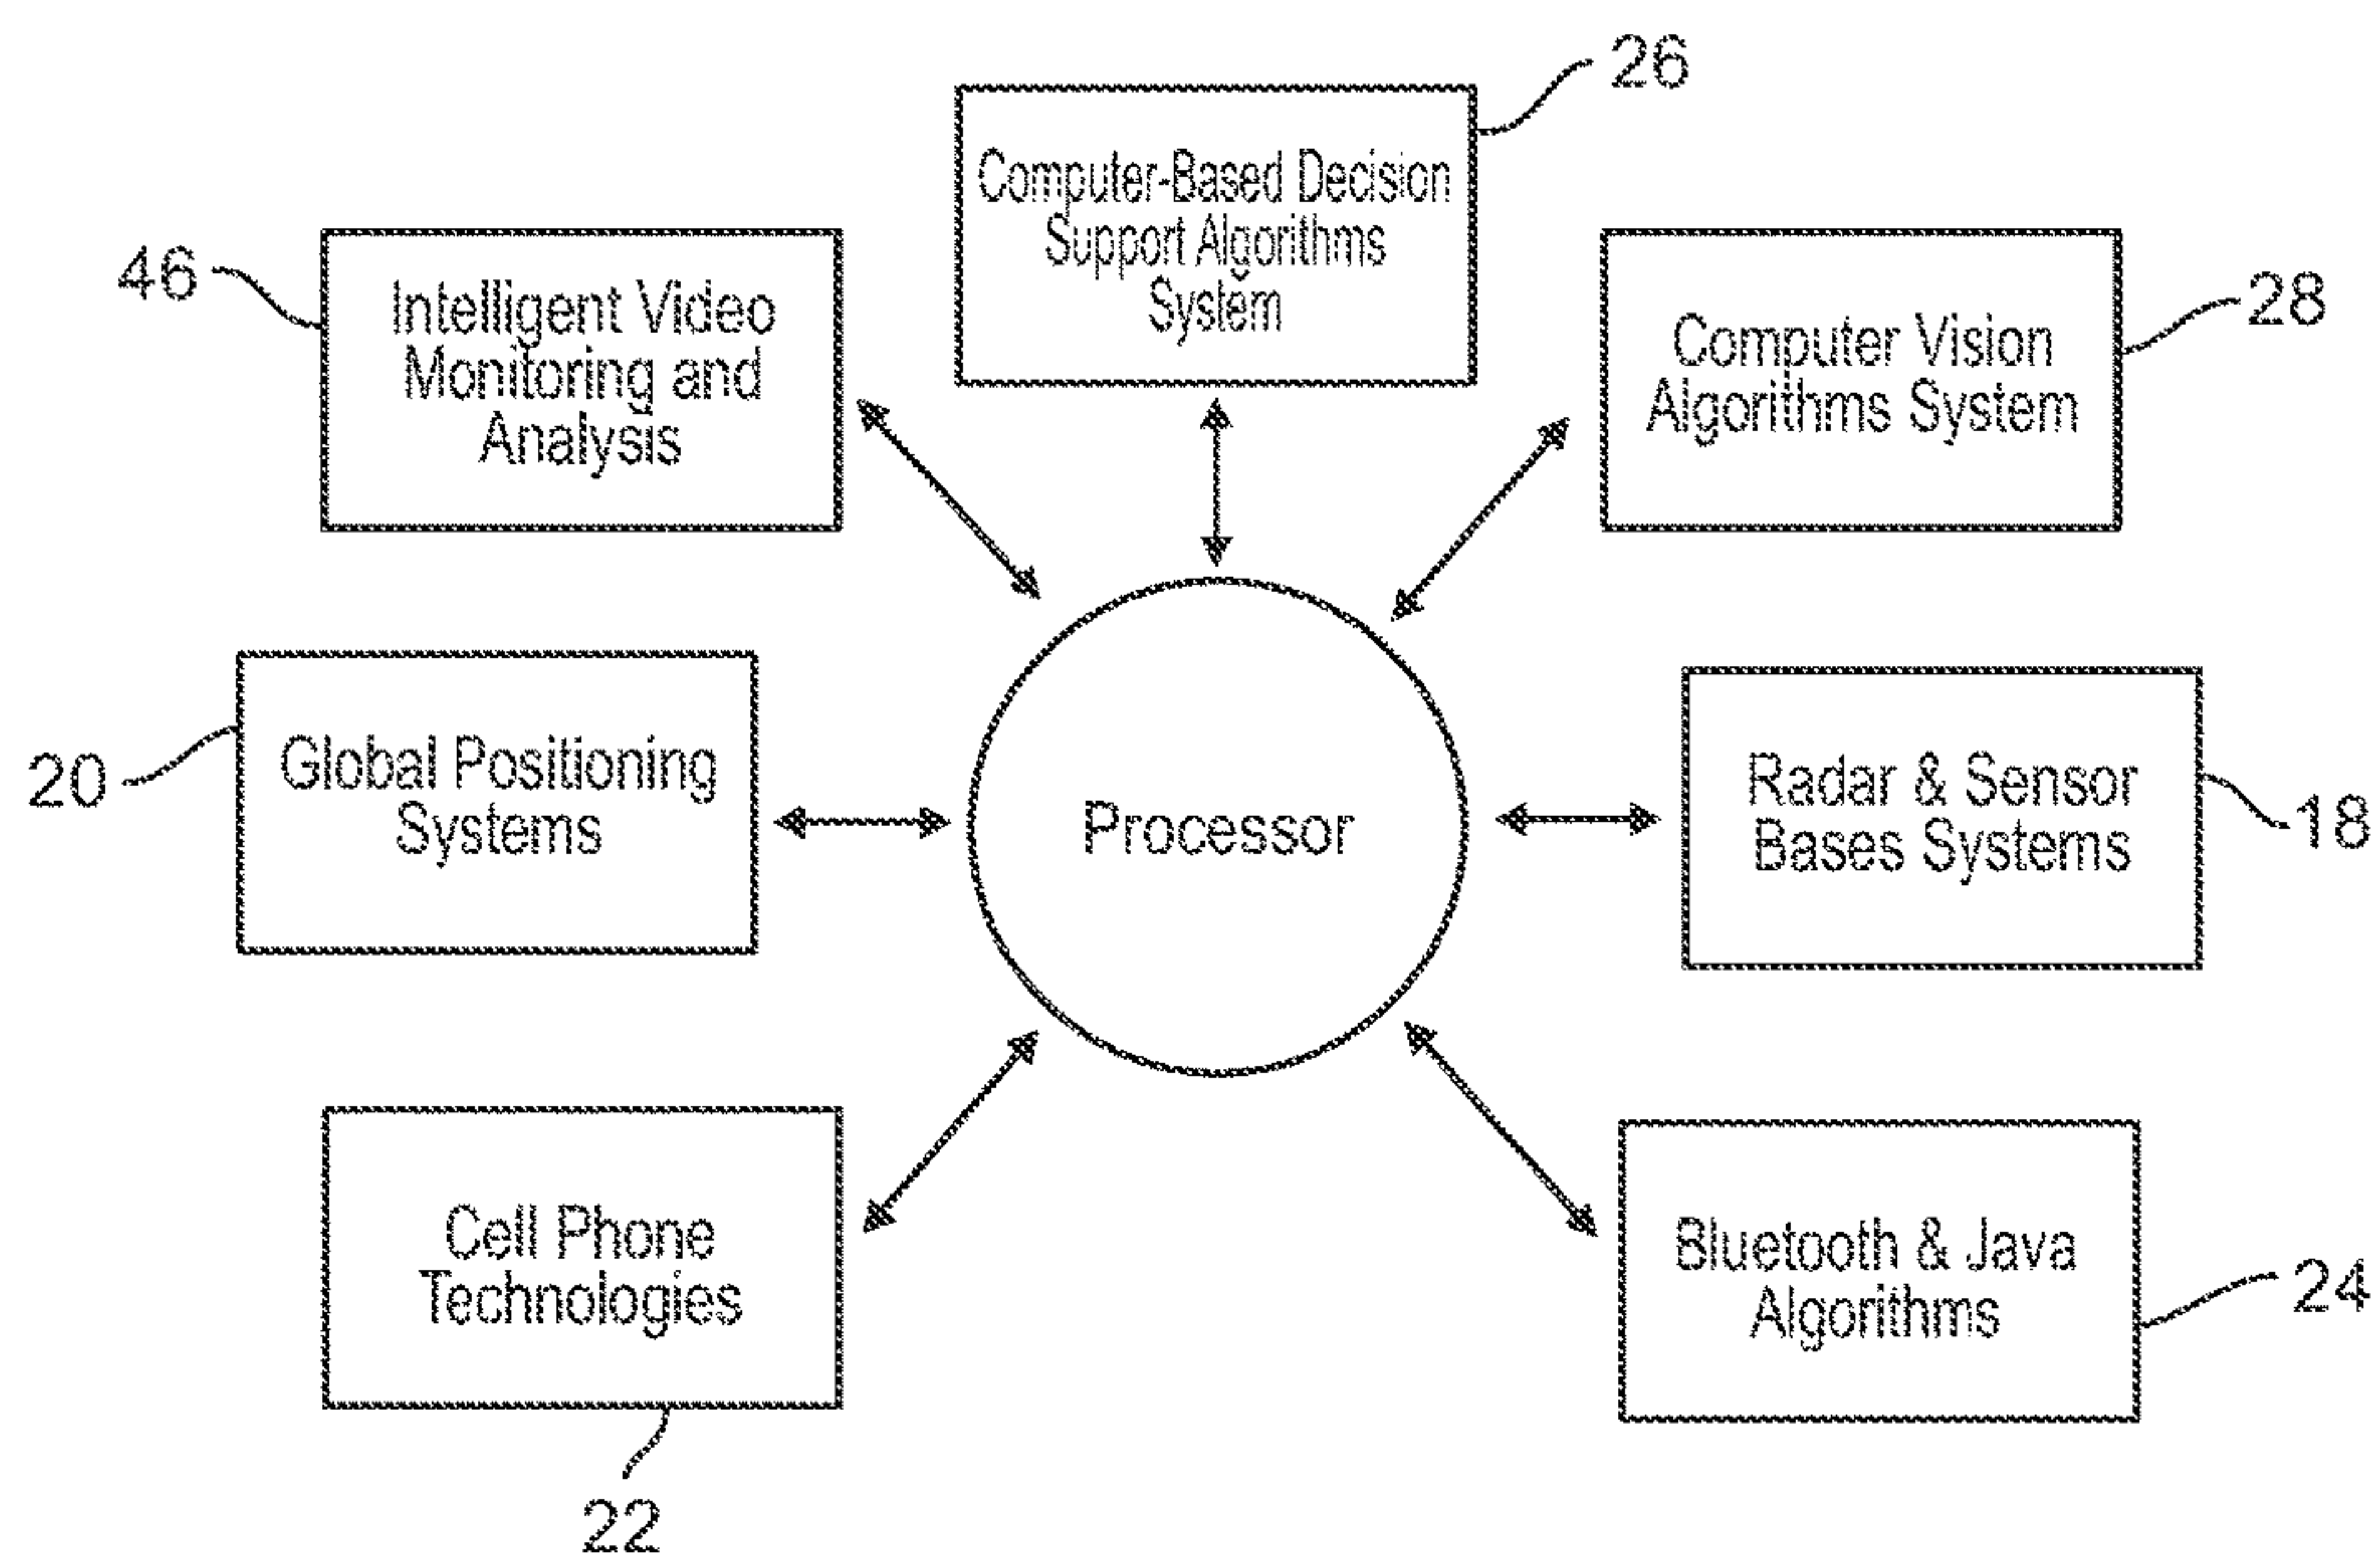 26
Computer-Based Decision
Support Algorithms
System
46
Intelligent Video
Monitoring and
Analysis
28
Computer Vision
Algorithms System
20
Global Positioning
Systems
Processor
Radar & Sensor
Bases Systems
18
Cell Phone
Technologies
22
Bluetooth & Java
Algorithms
24